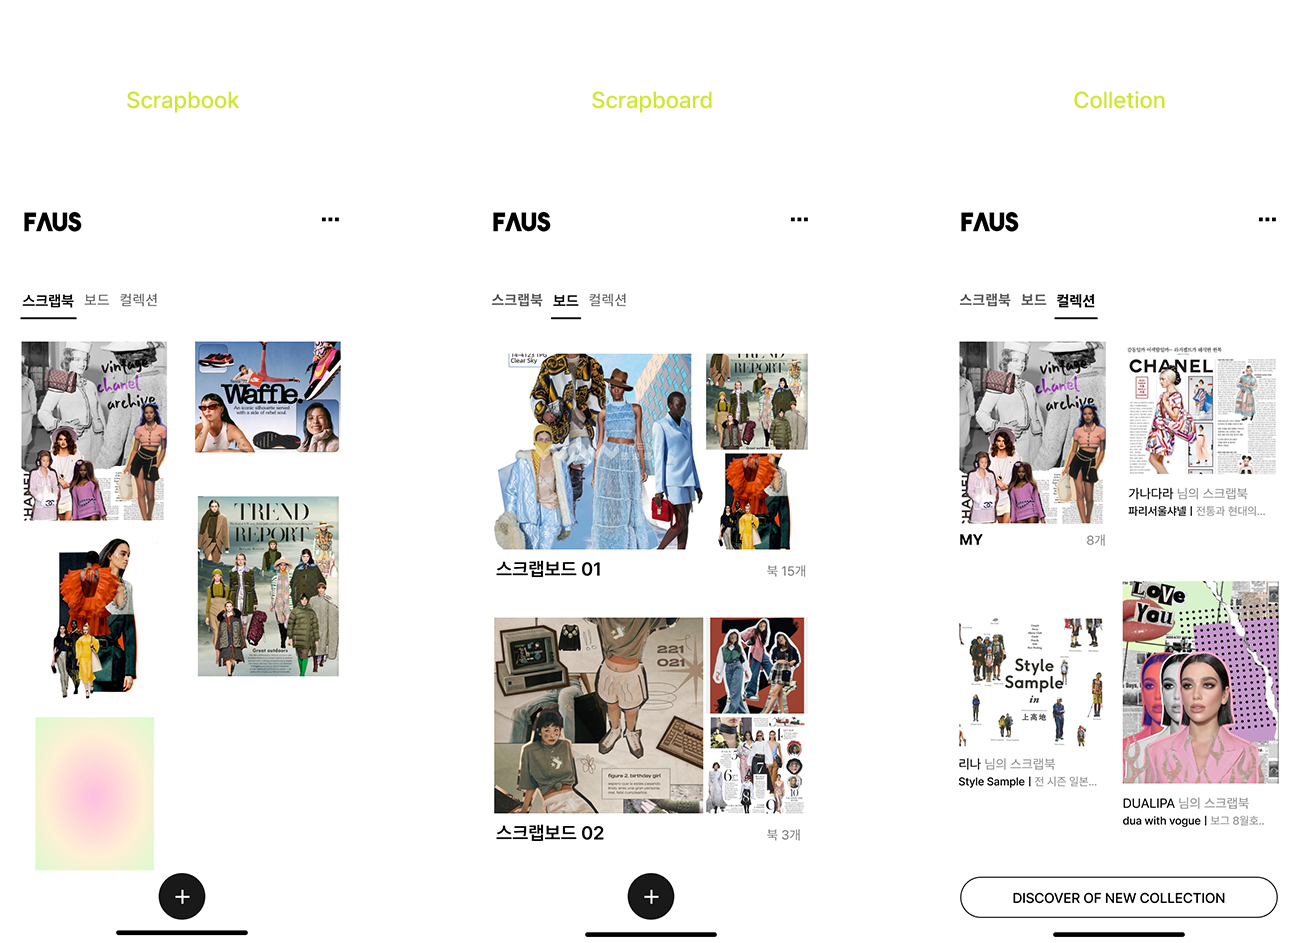 Scrapbook
Scrapboard
Colletion
FAUS
스크랩북 보드 컬렉션
vintage
chanel
archive
CHANEL
Waffle.
An iconic silhouette served
with a side of rebel soul.
TREND
REPORT
Great outdoors
+
FAUS
스크랩북 보드 컬렉션
Clear Sky
TREND
REPORT
Great outdoors
스크랩보드 01
북 15개
221
021
figure 2. birthday girl
스크랩보드 02
북 3개
+
FAUS
스크랩북 보드 컬렉션
vintage
chanel
archive
CHANEL
MY
8개
CHANEL
가나다라 님의 스크랩북
파리서울샤넬 | 전통과 현대의...
Style
Sample
in
上高地
리나 님의 스크랩북
Style Sample | 전 시즌 일본...
LOVE
You
DUALIPA 님의 스크랩북
dua with vogue | 보그 8월호..
DISCOVER OF NEW COLLECTION